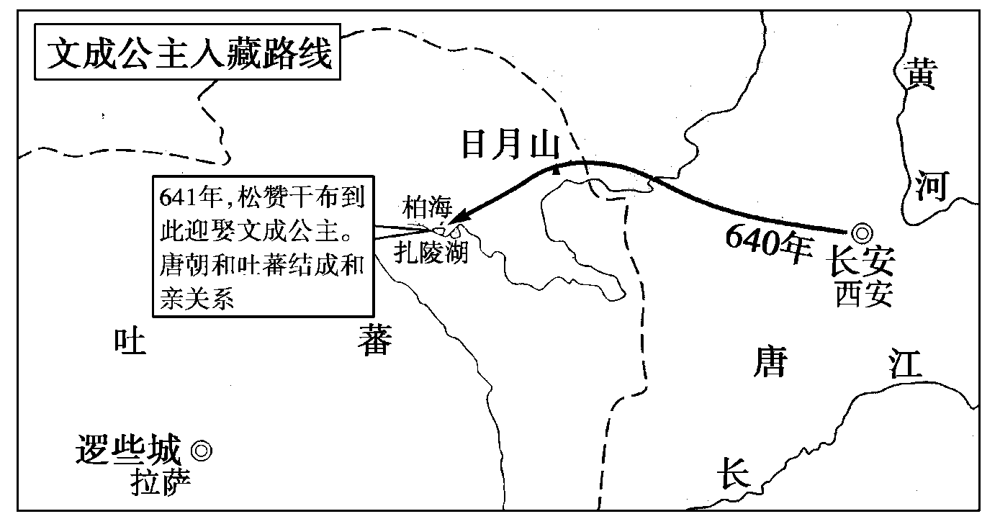 文成公主入藏路线
黄
河
日月山
641年，松赞干布到
此迎娶文成公主。
唐朝和吐蕃结成和
亲关系
柏海
扎陵湖
640年
长安
西安
吐
蕃
唐
江
长
逻些城
拉萨